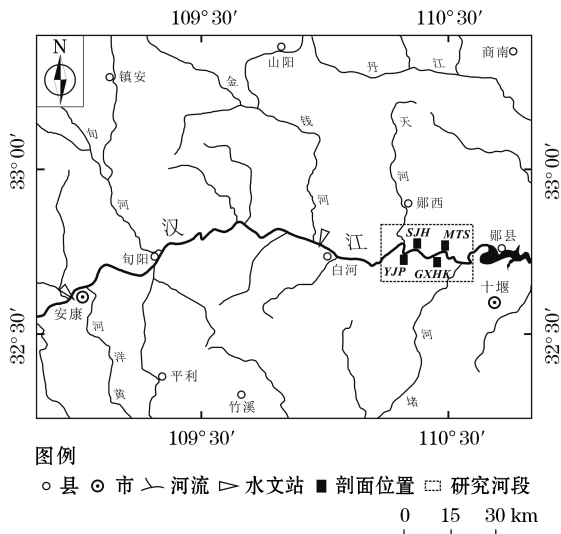 109°30′ 110°30′
N
镇安
山阳
商南
丹 江
金 钱 河
旬 河
天 河
33°00′ 33°00′
郧西
汉 江
SJH MTS
郧县
旬阳
白河
YJP GXHK
十堰
安康
32°30′ 32°30′
河 洋 黄
河 堵
平利
竹溪
109°30′ 110°30′
图例
县 市 河流 水文站 剖面位置 研究河段
0 15 30 km